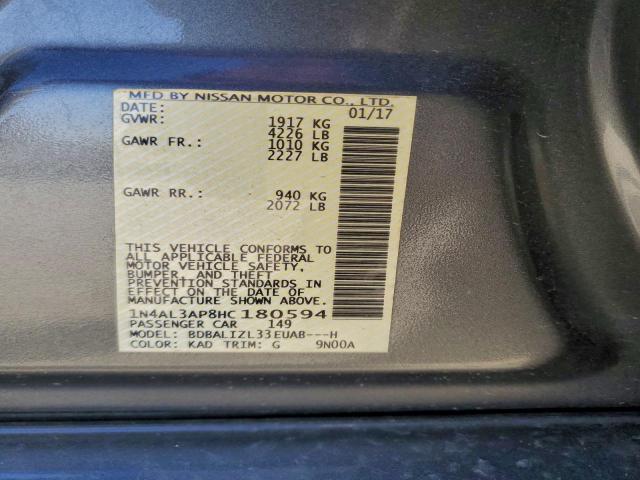 MFD BY NISSAN MOTOR CO., LTD.
DATE: 01/17
GVWR: 1917 KG
4226 LB
GAWR FR.: 1010 KG
2227 LB
GAWR RR.: 940 KG
2072 LB
THIS VEHICLE CONFORMS TO
ALL APPLICABLE FEDERAL
MOTOR VEHICLE SAFETY,
BUMPER, AND THEFT
PREVENTION STANDARDS IN
EFFECT ON THE DATE OF
MANUFACTURE SHOWN ABOVE.
1N4AL3AP8HC180594
PASSENGER CAR 149
MODEL: BDBALIZL33EUAB---H
COLOR: KAD TRIM: G 9N00A